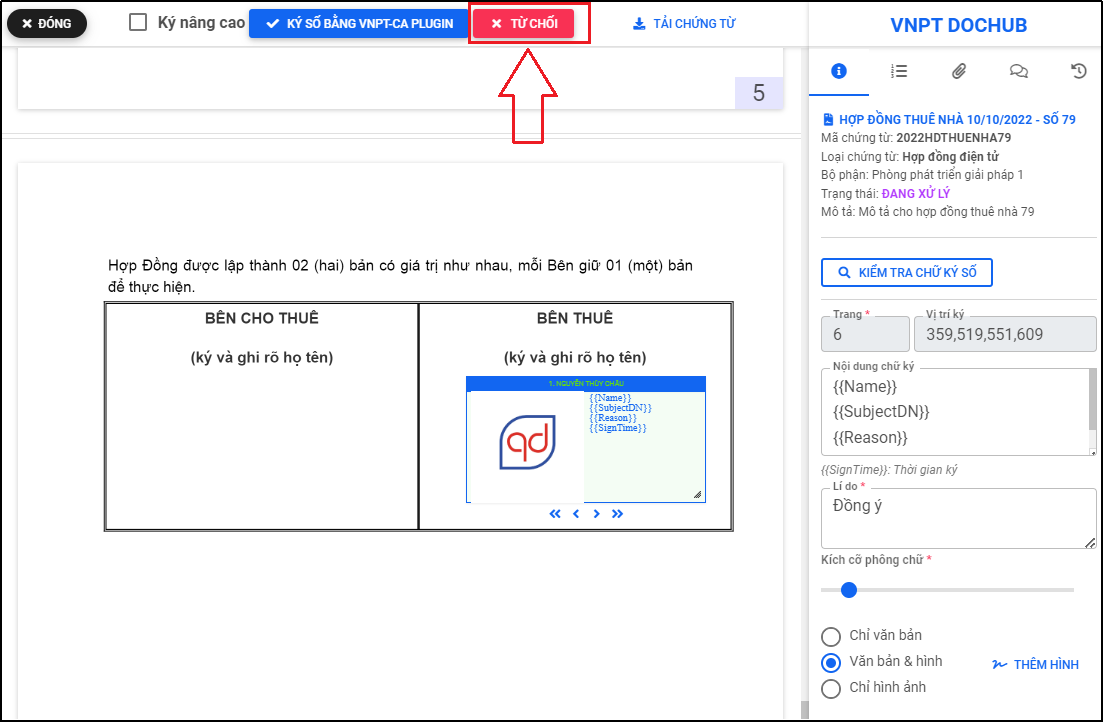 ĐÓNG
Ký nâng cao
KÝ SỐ BẰNG VNPT-CA PLUGIN
TỪ CHỐI
TẢI CHỨNG TỪ
5
Hợp Đồng được lập thành 02 (hai) bản có giá trị như nhau, mỗi Bên giữ 01 (một) bản
để thực hiện.
BÊN CHO THUÊ
(ký và ghi rõ họ tên)
BÊN THUÊ
(ký và ghi rõ họ tên)
1. NGUYỄN THÙY CHÂU
qd
{{Name}}
{{SubjectDN}}
{{Reason}}
{{SignTime}}
VNPT DOCHUB
HỢP ĐỒNG THUÊ NHÀ 10/10/2022 - SỐ 79
Mã chứng từ: 2022HDTHUENHA79
Loại chứng từ: Hợp đồng điện tử
Bộ phận: Phòng phát triển giải pháp 1
Trạng thái: ĐANG XỬ LÝ
Mô tả: Mô tả cho hợp đồng thuê nhà 79
KIỂM TRA CHỮ KÝ SỐ
Trang *
6
Vị trí ký
359,519,551,609
Nội dung chữ ký
{{Name}}
{{SubjectDN}}
{{Reason}}
{{SignTime}}: Thời gian ký
Lí do *
Đồng ý
Kích cỡ phông chữ *
Chỉ văn bản
Văn bản & hình
THÊM HÌNH
Chỉ hình ảnh